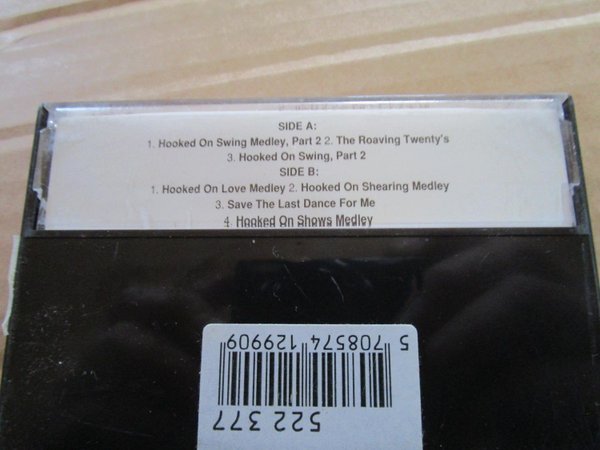 SIDE A:
1. Hooked On Swing Medley, Part 2 2. The Roaving Twenty's
3. Hooked On Swing, Part 2
SIDE B:
1. Hooked On Love Medley 2. Hooked On Shearing Medley
3. Save The Last Dance For Me
4. Hooked On Shows Medley
5 708574 129909
522 377